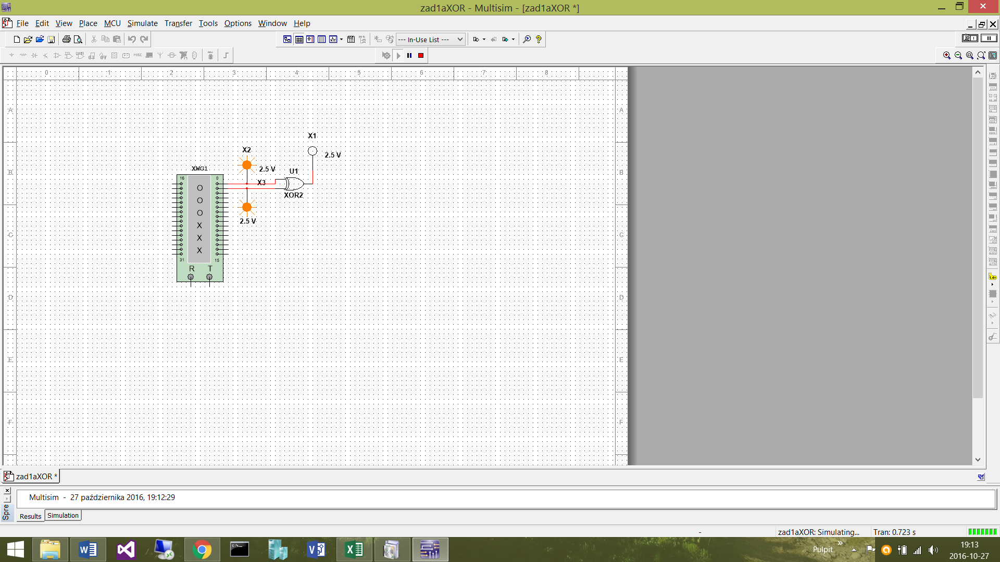 zad1aXOR - Multisim - [zad1aXOR *]
File Edit View Place MCU Simulate Transfer Tools Options Window Help
--- In-Use List ---
0 1 2 3 4 5 6 7 8
A A
X1
X2
2.5 V
XWG1
2.5 V
U1
B B
16 0
X3
O
XOR2
O
O
2.5 V
X
C C
X
X
31 15
R T
D D
E E
F F
zad1aXOR *
Multisim - 27 października 2016, 19:12:29
Spre
Results Simulation
- zad1aXOR: Simulating... Tran: 0.723 s
Pulpit
19:13
2016-10-27